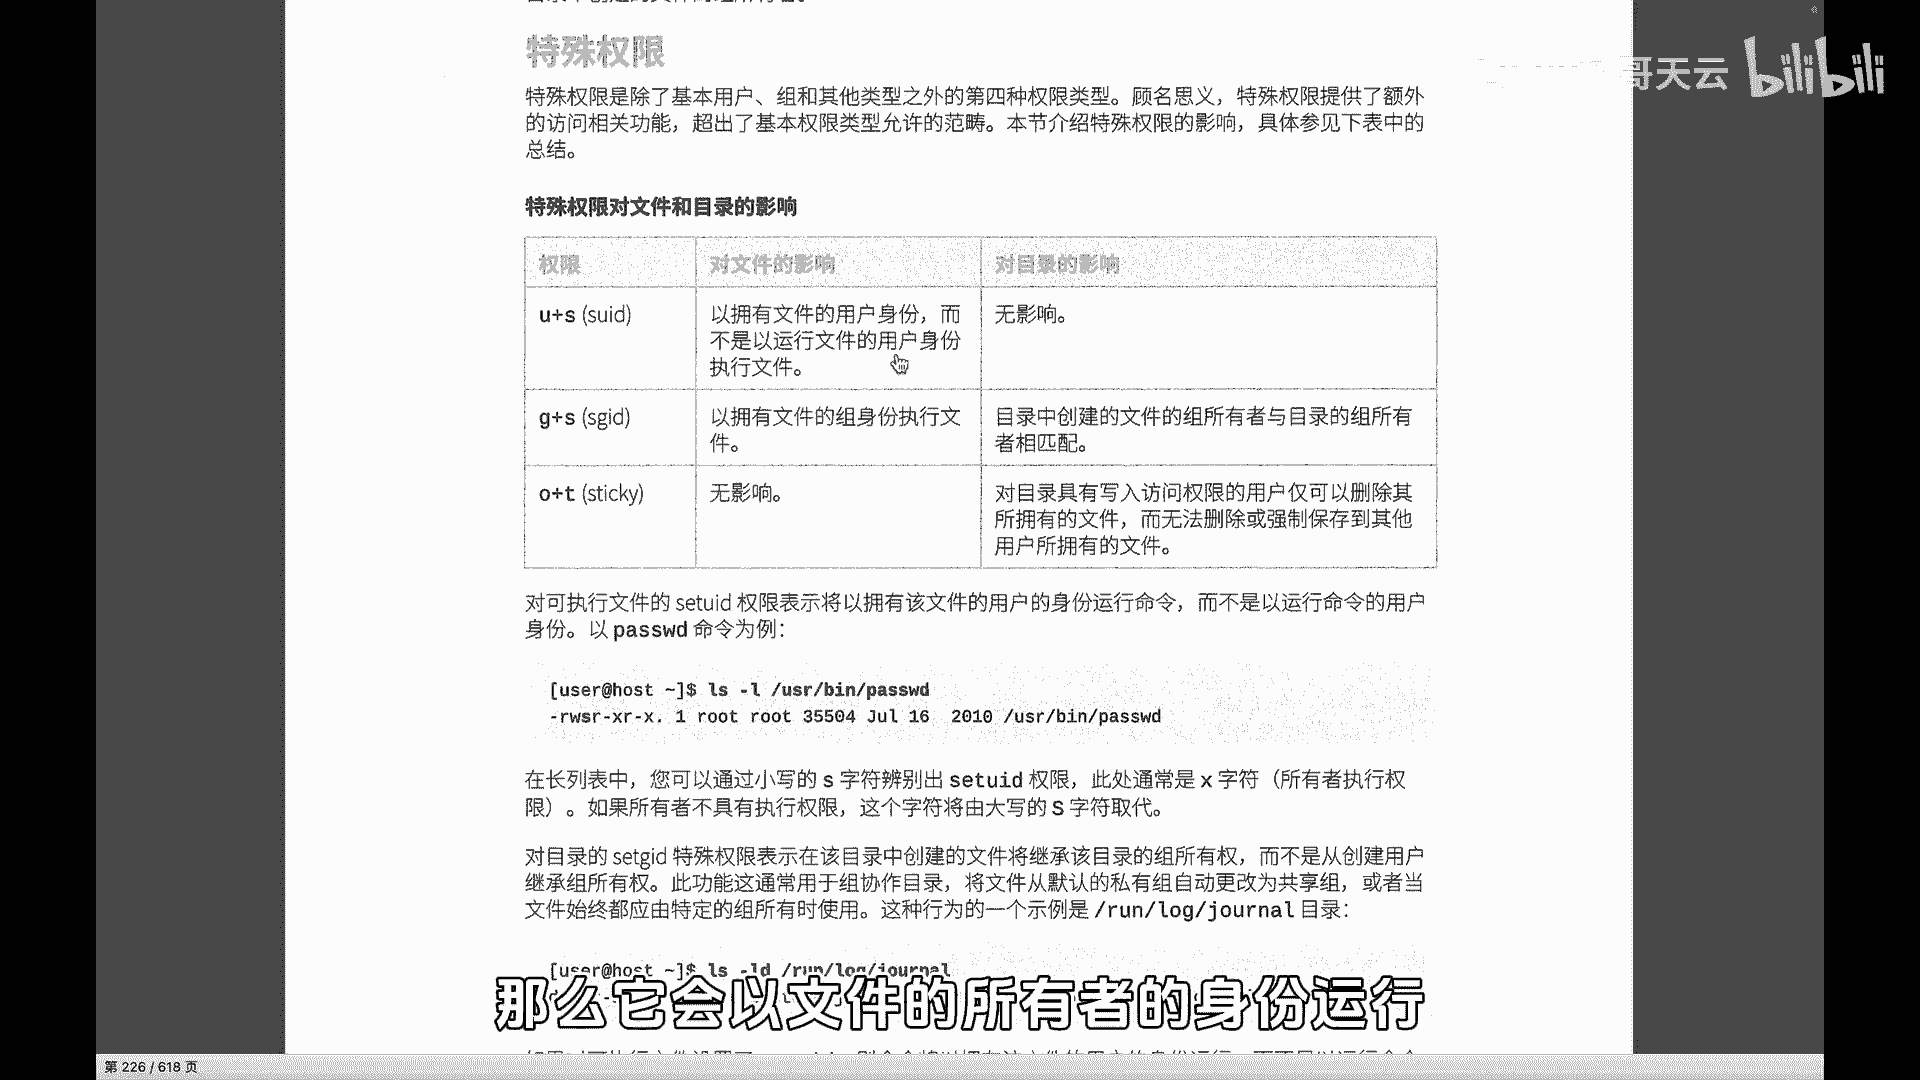 特殊权限
哥天云 bilibili
特殊权限是除了基本用户、组和其他类型之外的第四种权限类型。顾名思义，特殊权限提供了额外
的访问相关功能，超出了基本权限类型允许的范畴。本节介绍特殊权限的影响，具体参见下表中的
总结。
特殊权限对文件和目录的影响
权限 对文件的影响 对目录的影响
u+s (suid) 以拥有文件的用户身份，而 无影响。
不是以运行文件的用户身份
执行文件。
g+s (sgid) 以拥有文件的组身份执行文 目录中创建的文件的组所有者与目录的组所有
件。 者相匹配。
o+t (sticky) 无影响。 对目录具有写入访问权限的用户仅可以删除其
所拥有的文件，而无法删除或强制保存到其他
用户所拥有的文件。
对可执行文件的 setuid 权限表示将以拥有该文件的用户的身份运行命令，而不是以运行命令的用户
身份。以 passwd 命令为例：
[user@host ~]$ ls -l /usr/bin/passwd
-rwsr-xr-x. 1 root root 35504 Jul 16  2010 /usr/bin/passwd
在长列表中，您可以通过小写的 s 字符辨别出 setuid 权限，此处通常是 x 字符（所有者执行权
限）。如果所有者不具有执行权限，这个字符将由大写的 S 字符取代。
对目录的 setgid 特殊权限表示在该目录中创建的文件将继承该目录的组所有权，而不是从创建用户
继承组所有权。此功能这通常用于组协作目录，将文件从默认的私有组自动更改为共享组，或者当
文件始终都应由特定的组所有时使用。这种行为的一个示例是 /run/log/journal 目录：
[user@host ~]$ ls -ld /run/log/journal
那么它会以文件的所有者的身份运行
第 226 / 618 页